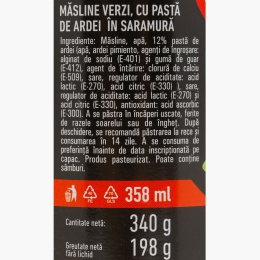 MĂSLINE VERZI, CU PASTĂ
DE ARDEI ÎN SARAMURĂ
Ingrediente: Măsline, apă, 12% pastă de
ardei (apă, ardei pimiento, agenți de îngroșare:
alginat de sodiu (E-401) și gumă de guar
(E-412), agent de întărire: clorură de calciu
(E-509), sare, regulator de aciditate: acid
lactic (E-270), acid citric (E-330) ), sare,
regulator de aciditate: acid lactic (E-270) și
acid citric (E-330), antioxidant: acid ascorbic
(E-300). A se păstra în încăperi uscate, ferite
de razele soarelui sau de îngheț. După
deschidere, se recomandă păstrarea la rece și
consumarea în 14 zile. A se consuma de
preferință înainte de data inscripționată pe
capac. Produs pasteurizat. Poate conține
sâmburi.
358 ml
Cantitate netă: 340 g
Greutate netă
fără lichid 198 g